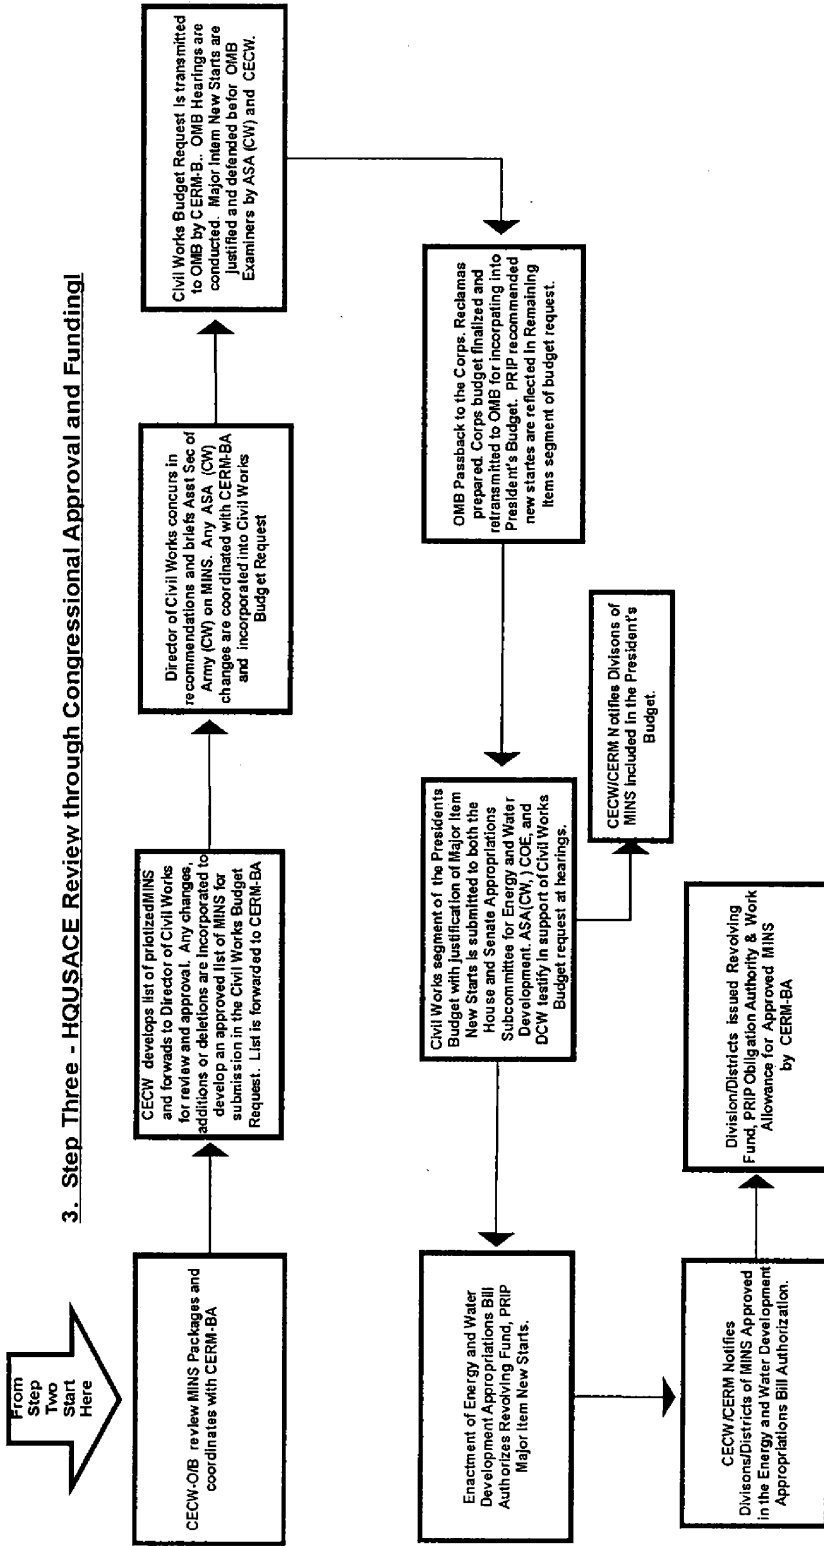 3. Step Three - HQUSACE Review through Congressional Approval and Funding!
From
Step
Two
Start
Here
CECW-O/B review MINS Packages and
coordinates with CERM-BA
CECW develops list of priotizedMINS
and forwads to Director of Civil Works
for review and approval. Any changes,
additions or deletions are incorporated to
develop an approved list of MINS for
submission in the Civil Works Budget
Request. List is forwarded to CERM-BA
Director of Civil Works concurs in
recommendations and briefs Asst Sec of
Army (CW) on MINS. Any ASA (CW)
changes are coordinated with CERM-BA
and incorporated into Civil Works
Budget Request
Civil Works Budget Request is transmitted
to OMB by CERM-B.. OMB Hearings are
conducted. Major Intem New Starts are
justified and defended befor OMB
Examiners by ASA (CW) and CECW.
OMB Passback to the Corps. Reclamas
prepared. Corps budget finalized and
retransmitted to OMB for incorpating into
President's Budget. PRIP recommended
new startes are reflected in Remaining
Items segment of budget request.
Civil Works segment of the Presidents
Budget with justification of Major Item
New Starts is submitted to both the
House and Senate Appropriations
Subcommittee for Energy and Water
Development. ASA(CW,) COE, and
DCW testify in support of Civil Works
Budget request at hearings.
CECW/CERM Notifies Divisons of
MINS Included in the President's
Budget.
Enactment of Energy and Water
Development Appropriations Bill
Authorizes Revolving Fund, PRIP
Major Item New Starts.
CECW/CERM Notifies
Divisons/Districts of MINS Approved
in the Energy and Water Development
Appropriations Bill Authorization.
Division/Districts issued Revolving
Fund, PRIP Obligation Authority & Work
Allowance for Approved MINS
by CERM-BA